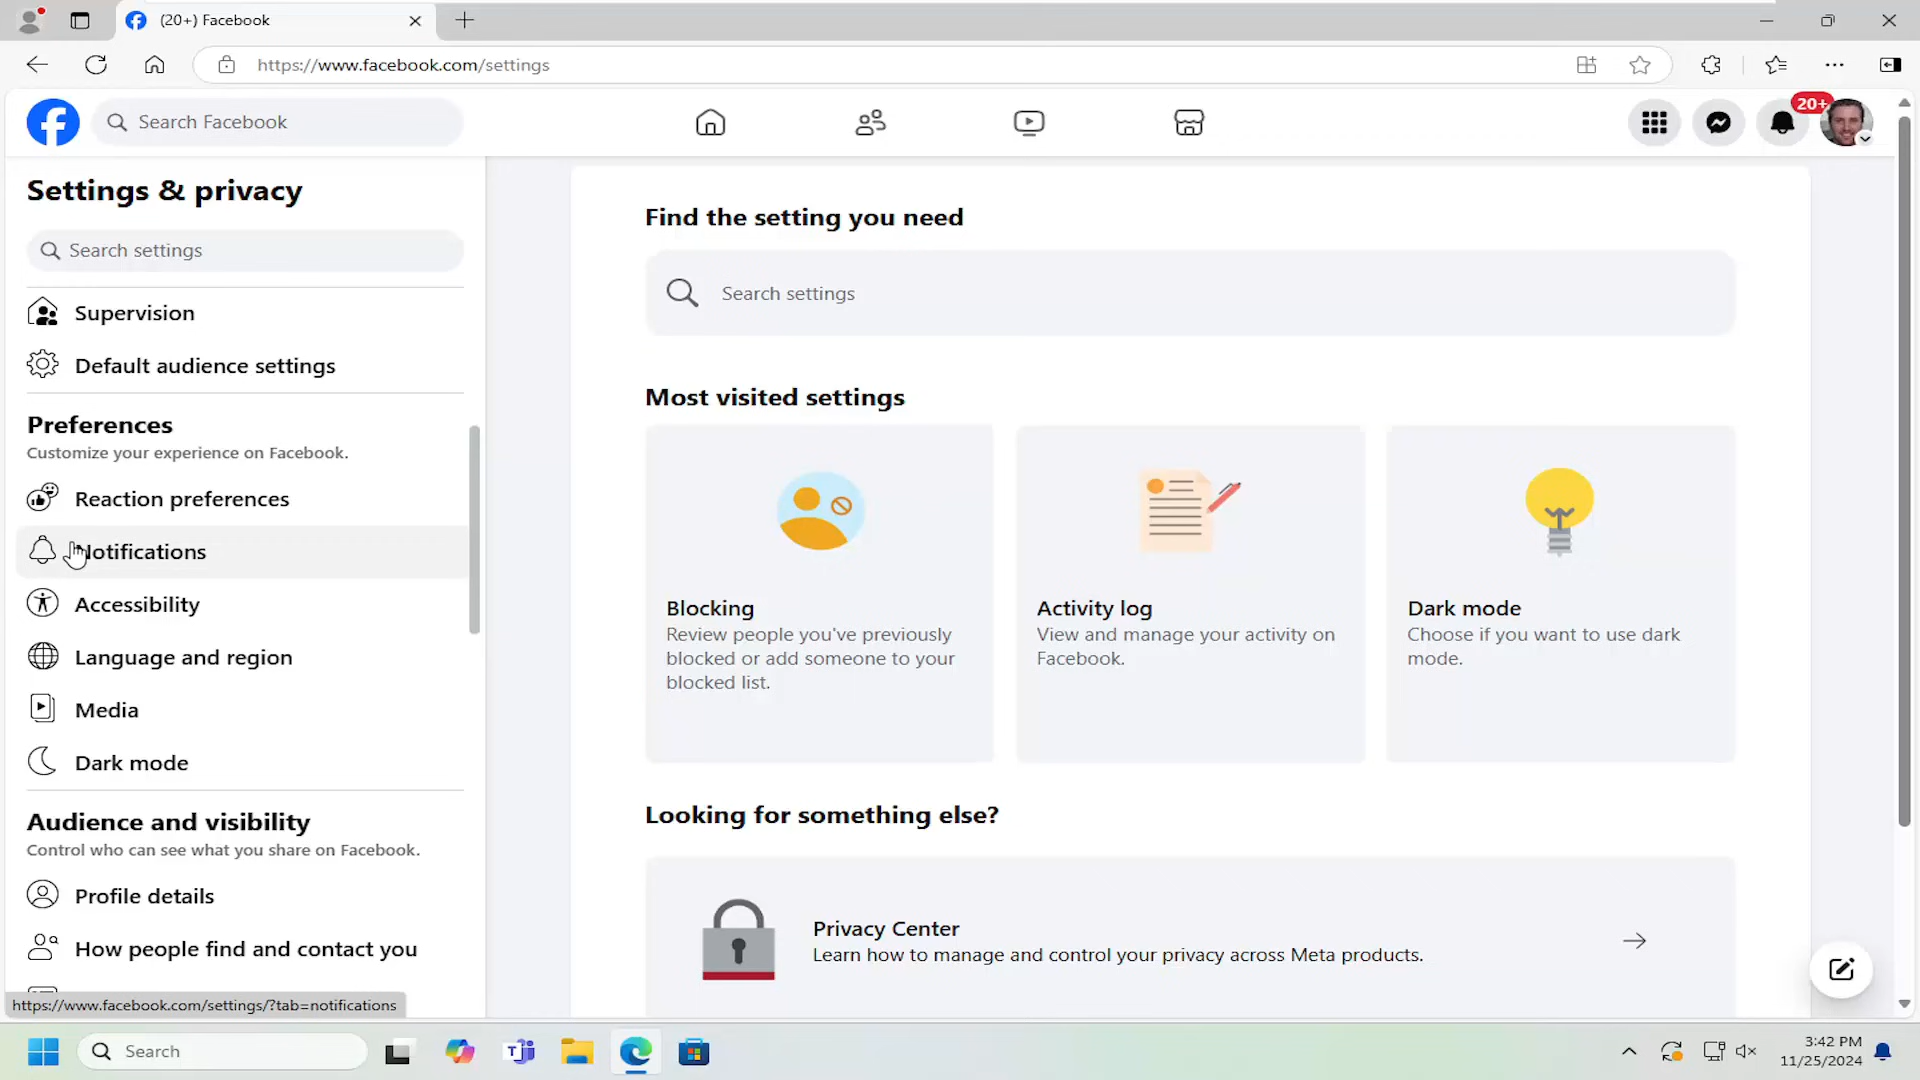 (20+) Facebook
https://www.facebook.com/settings
Search Facebook
20+
Settings & privacy
Search settings
Supervision
Default audience settings
Preferences
Customize your experience on Facebook.
Reaction preferences
Notifications
Accessibility
Language and region
Media
Dark mode
Audience and visibility
Control who can see what you share on Facebook.
Profile details
How people find and contact you
https://www.facebook.com/settings/?tab=notifications
Find the setting you need
Search settings
Most visited settings
Blocking
Review people you've previously
blocked or add someone to your
blocked list.
Activity log
View and manage your activity on
Facebook.
Dark mode
Choose if you want to use dark
mode.
Looking for something else?
Privacy Center
Learn how to manage and control your privacy across Meta products.
Search
3:42 PM
11/25/2024